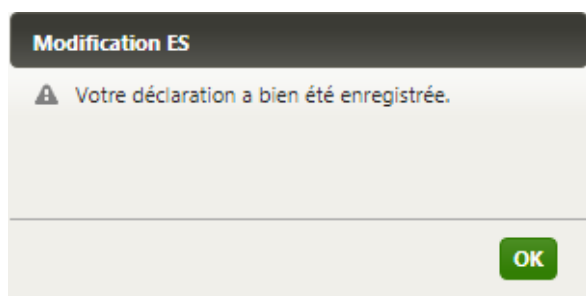 Modification ES
Votre déclaration a bien été enregistrée.
OK